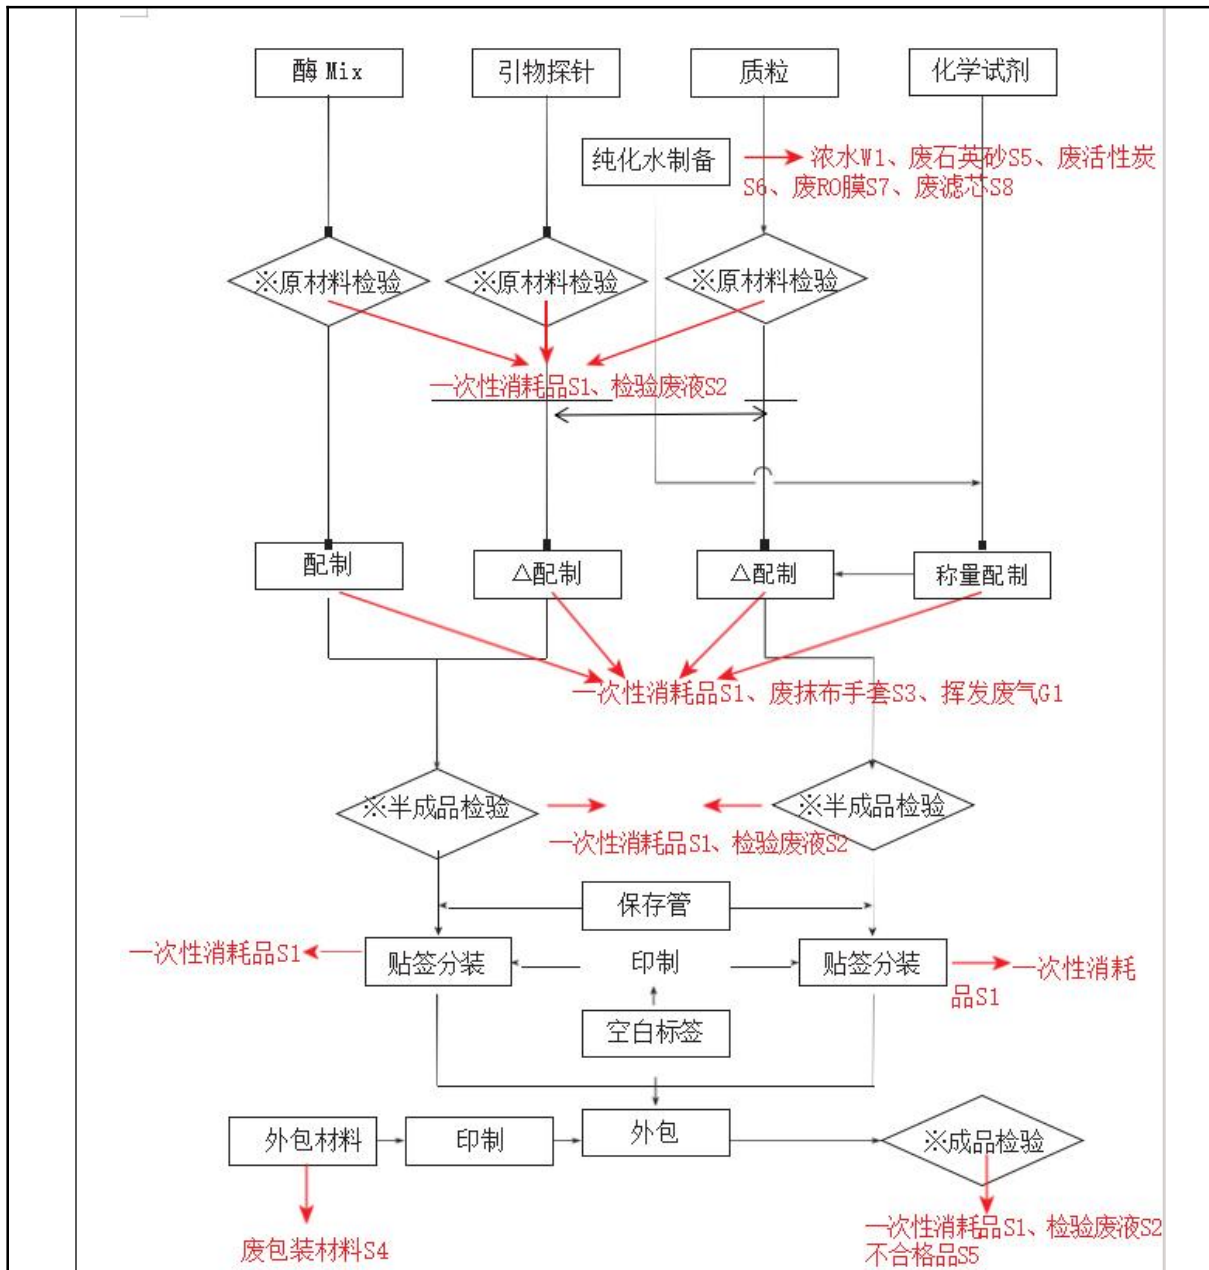 酶 Mix
引物探针
质粒
化学试剂
纯化水制备
浓水W1、废石英砂S5、废活性炭
S6、废RO膜S7、废滤芯S8
※原材料检验
※原材料检验
※原材料检验
一次性消耗品S1、检验废液S2
配制
△配制
△配制
称量配制
一次性消耗品S1、废抹布手套S3、挥发废气G1
※半成品检验
※半成品检验
一次性消耗品S1、检验废液S2
保存管
一次性消耗品S1
贴签分装
印制
贴签分装
一次性消耗
品S1
空白标签
外包材料
印制
外包
※成品检验
废包装材料S4
一次性消耗品S1、检验废液S2
不合格品S5